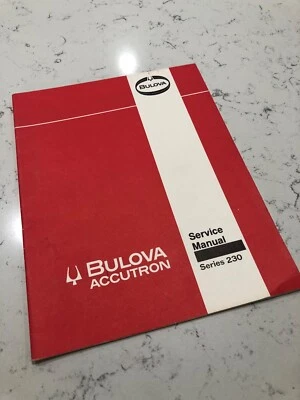 BULOVA
Service
Manual
Series 230
BULOVA
ACCUTRON